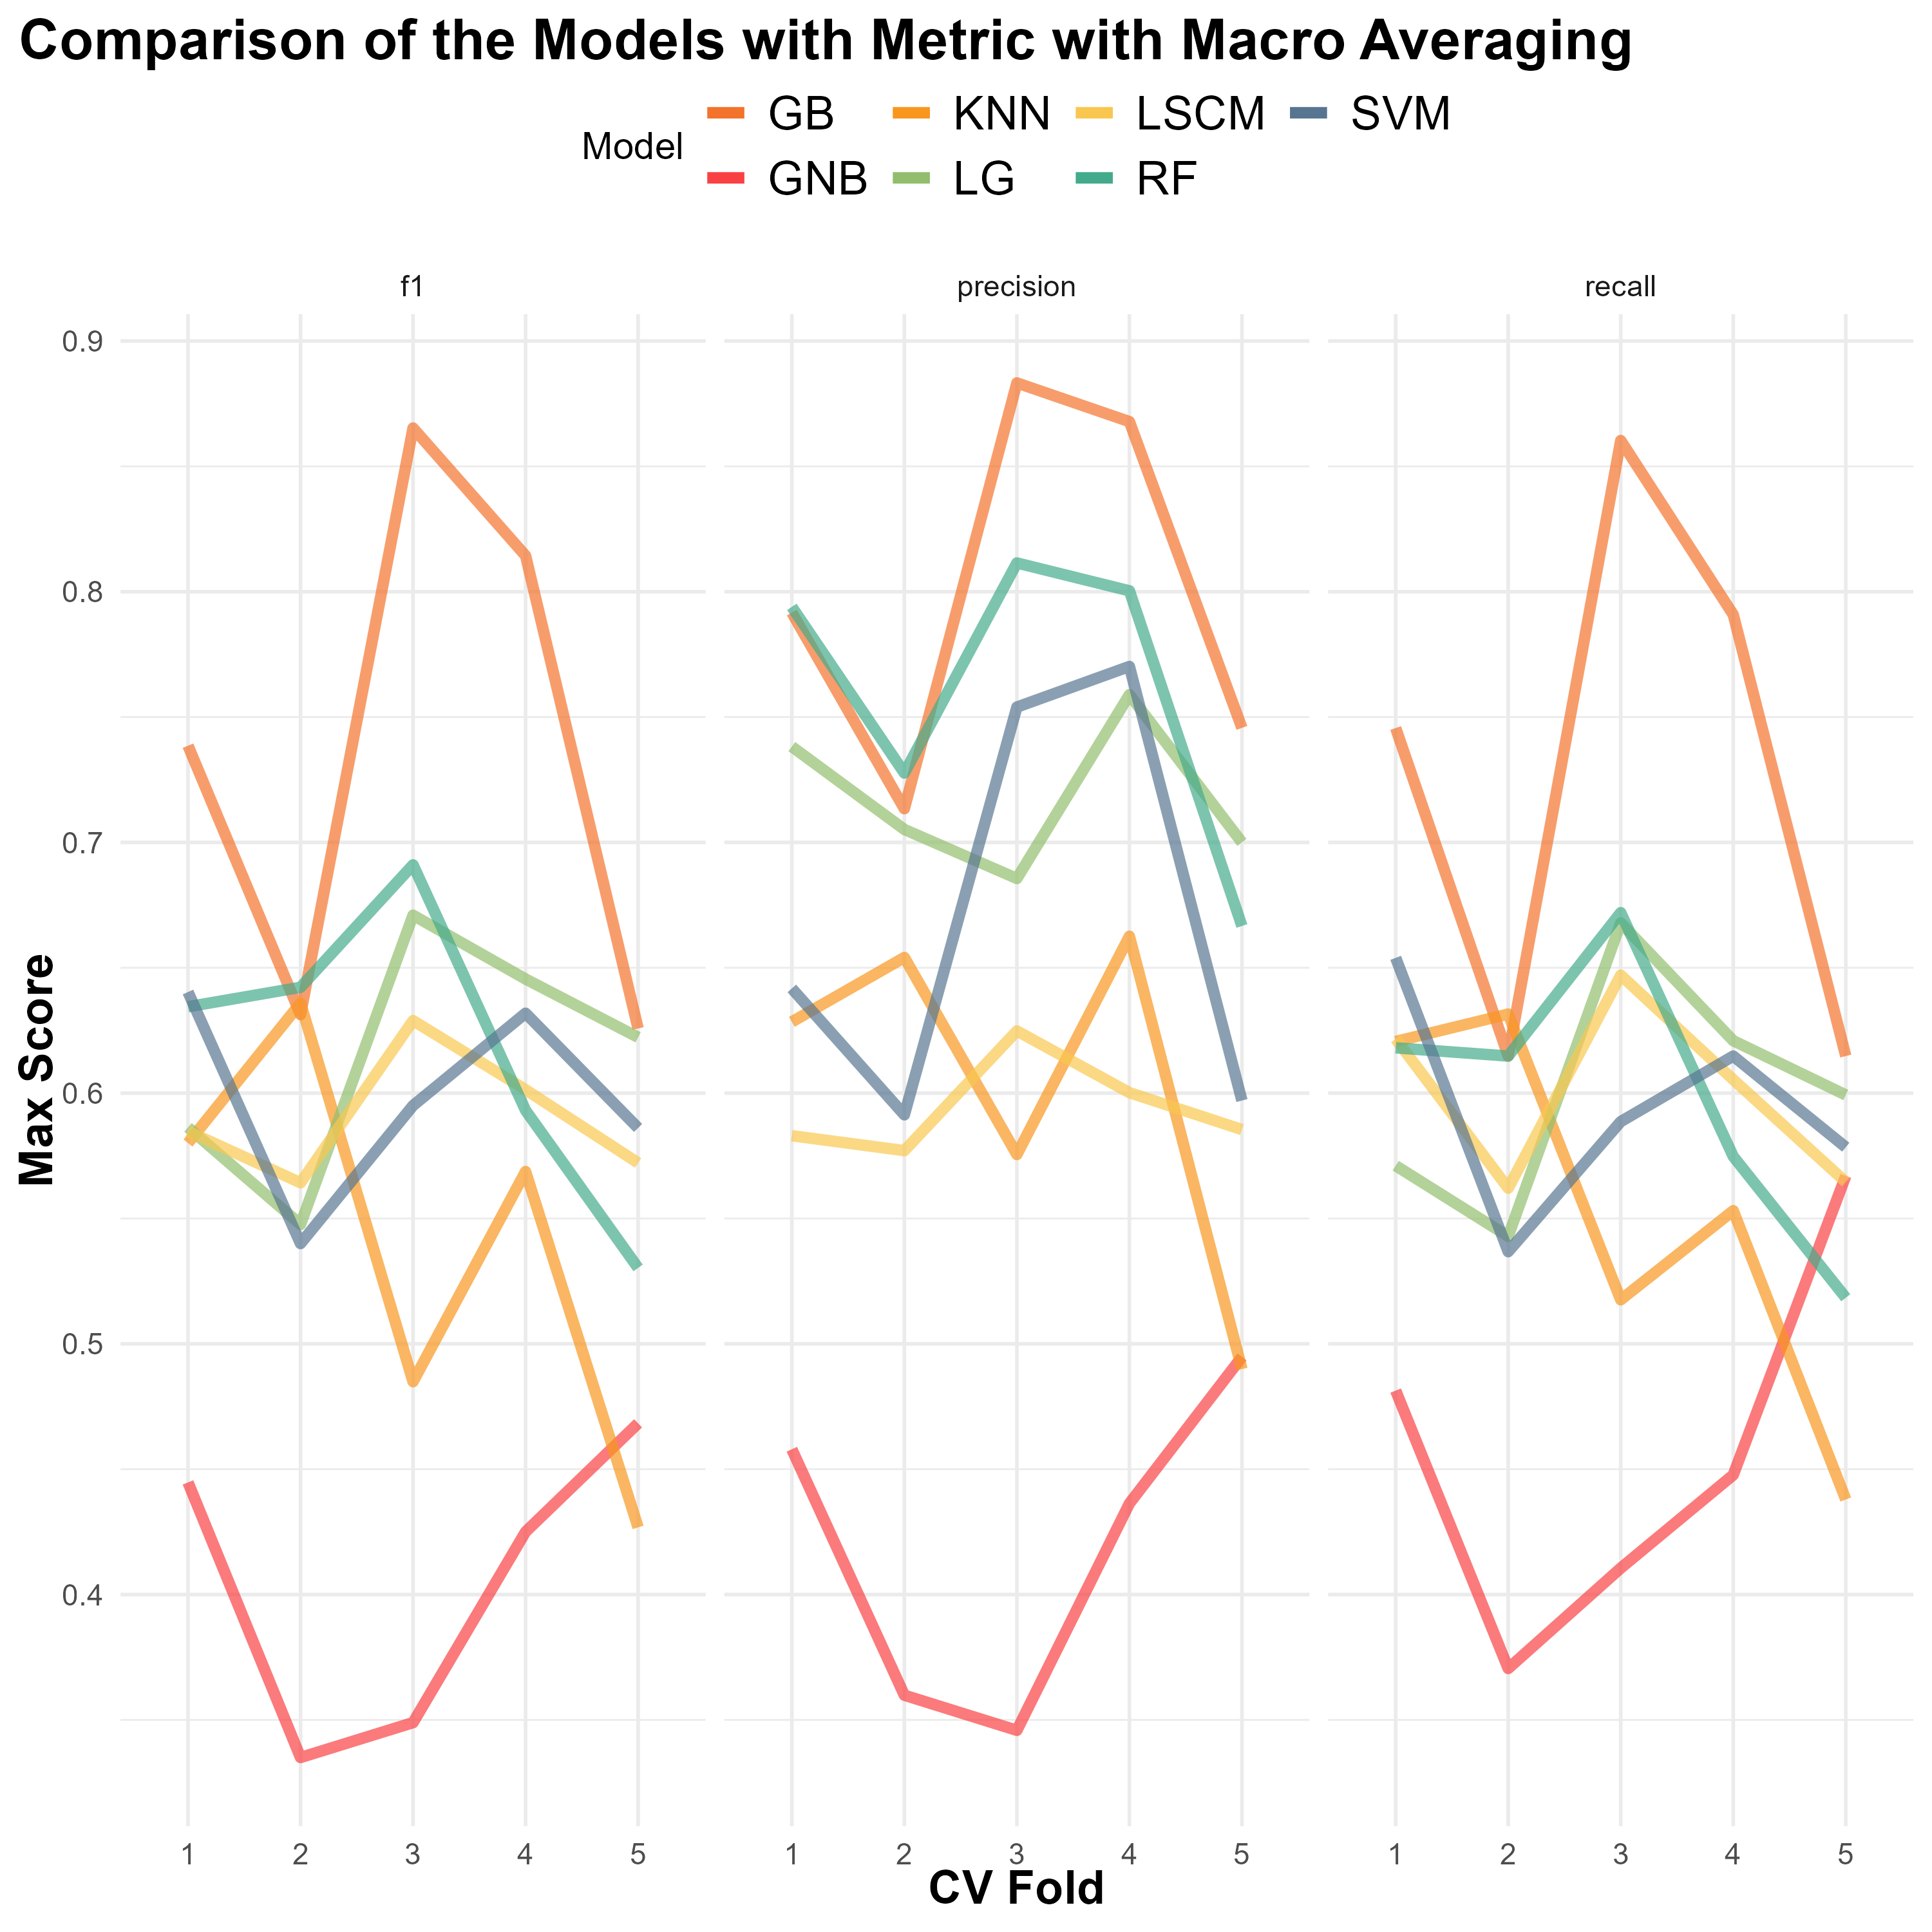 Comparison of the Models with Metric with Macro Averaging
Model
GB KNN LSCM SVM
GNB LG RF
f1 precision recall
0.9
0.8
0.7
0.6
0.5
0.4
Max Score
1 2 3 4 5 1 2 3 4 5 1 2 3 4 5
CV Fold